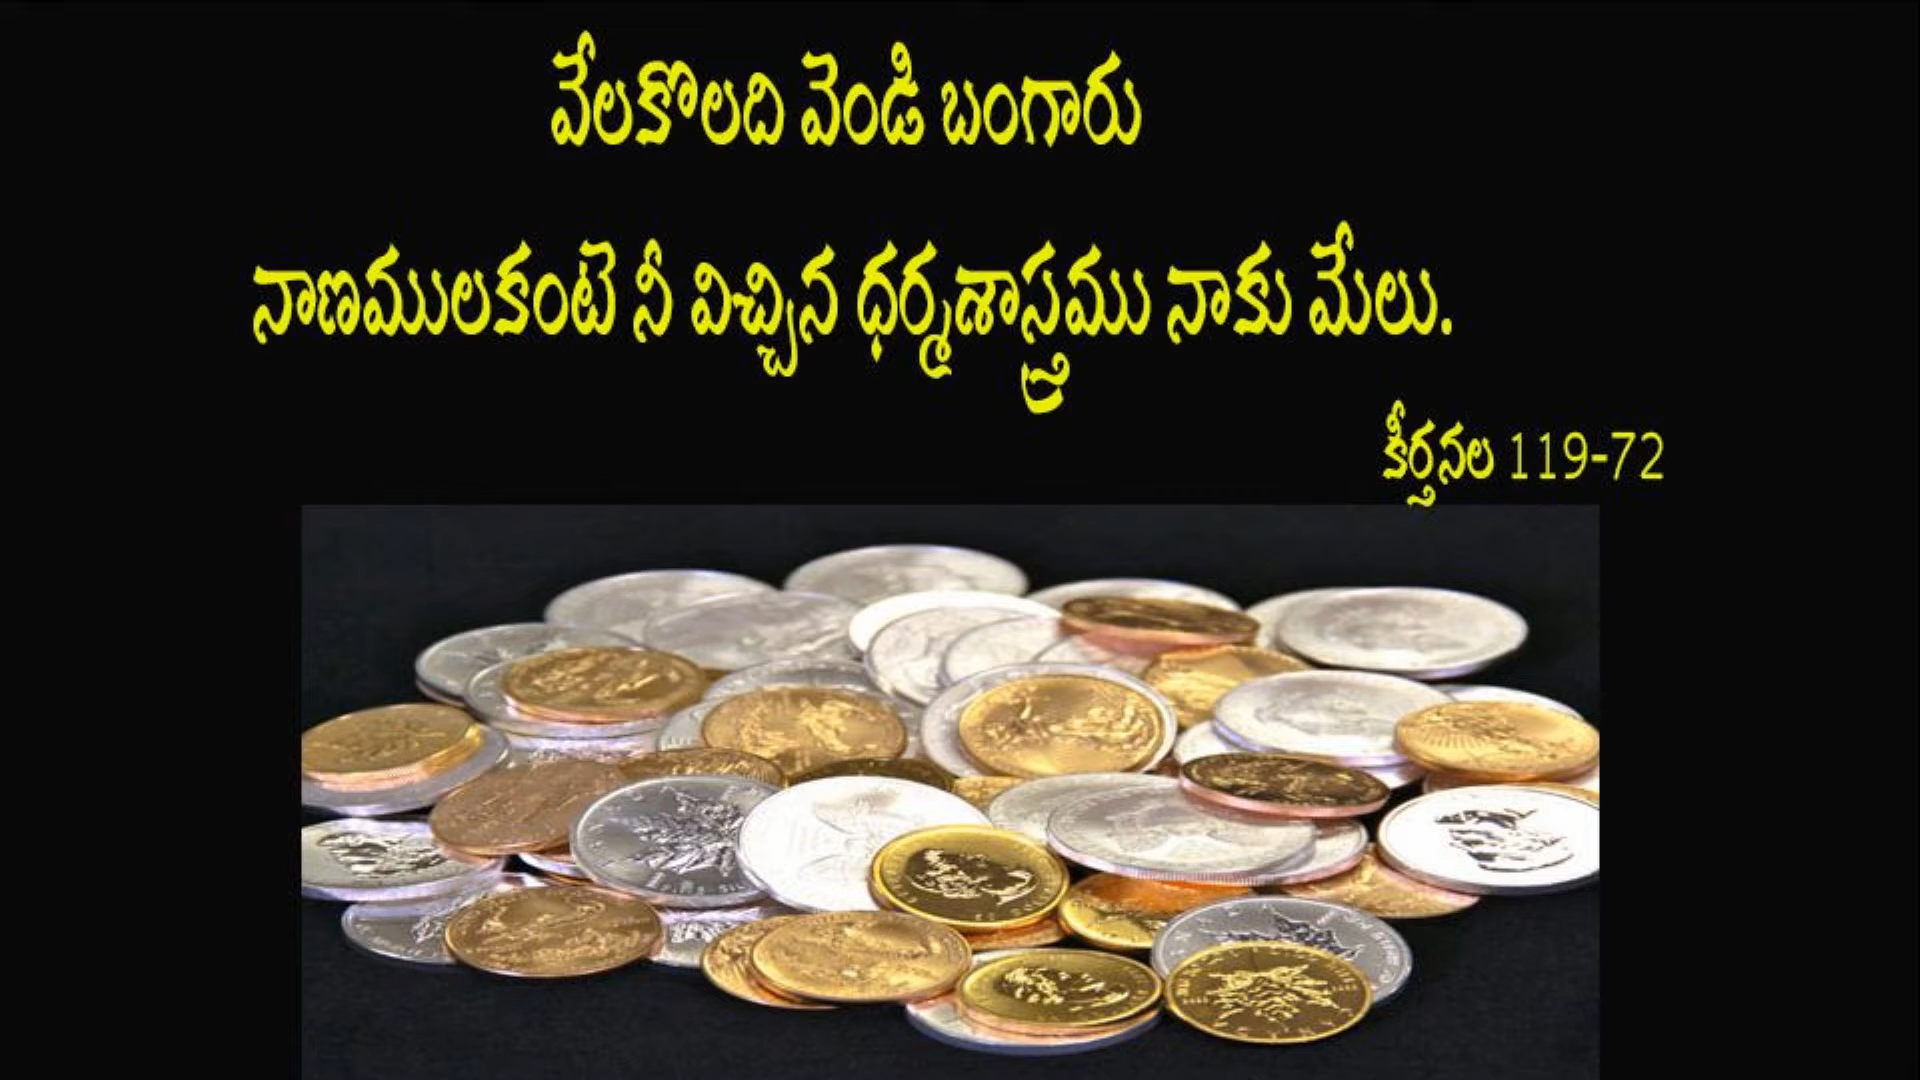 వేలకొలది వెండి బంగారు
నాణములకంటె నీ విచ్చిన ధర్మశాస్త్రము నాకు మేలు.
కీర్తనల 119-72